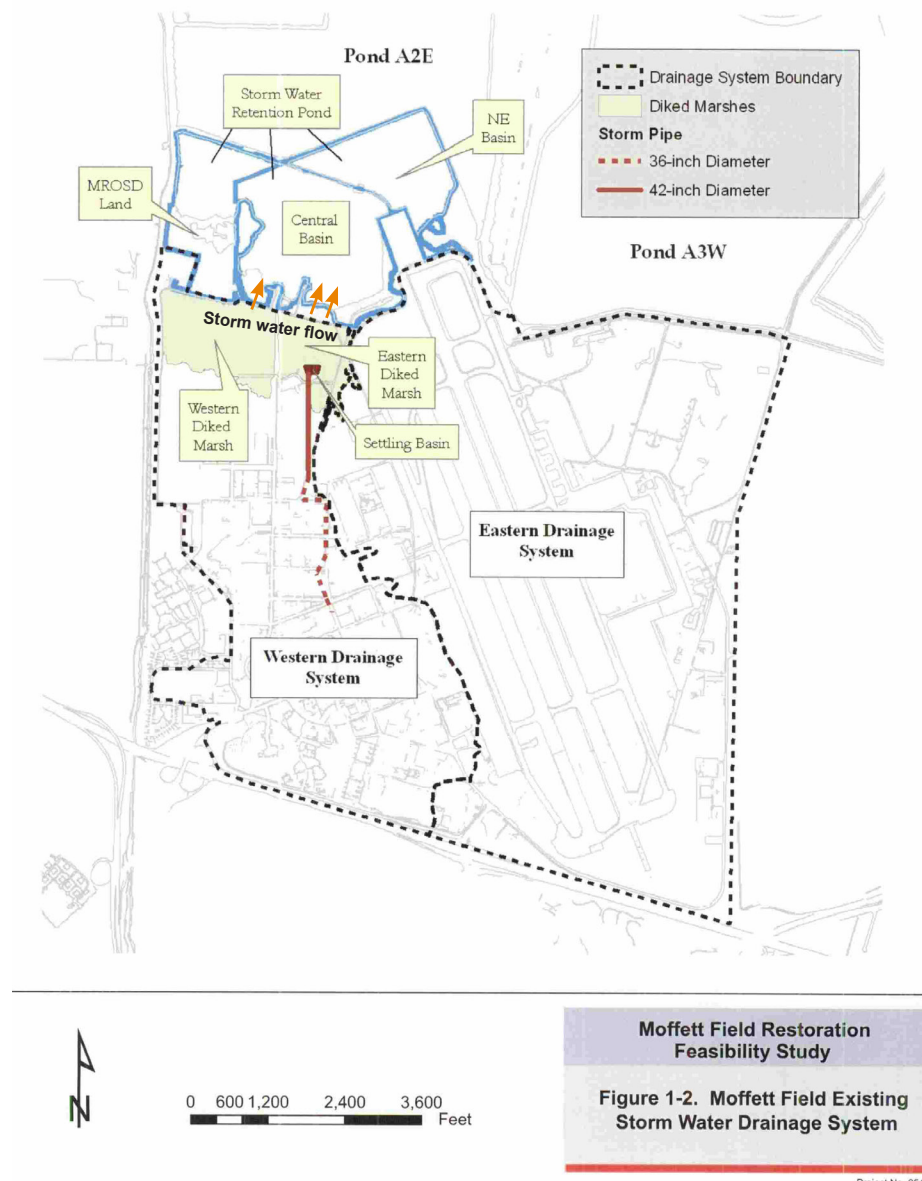 Pond A2E
Storm Water
Retention Pond
NE
Basin
MROSD
Land
Central
Basin
Pond A3W
Drainage System Boundary
Diked Marshes
Storm Pipe
36-inch Diameter
42-inch Diameter
Storm water flow
Eastern
Diked
Marsh
Western
Diked
Marsh
Settling Basin
Eastern Drainage
System
Western Drainage
System
N
0 600 1,200 2,400 3,600
Feet
Moffett Field Restoration
Feasibility Study
Figure 1-2. Moffett Field Existing
Storm Water Drainage System